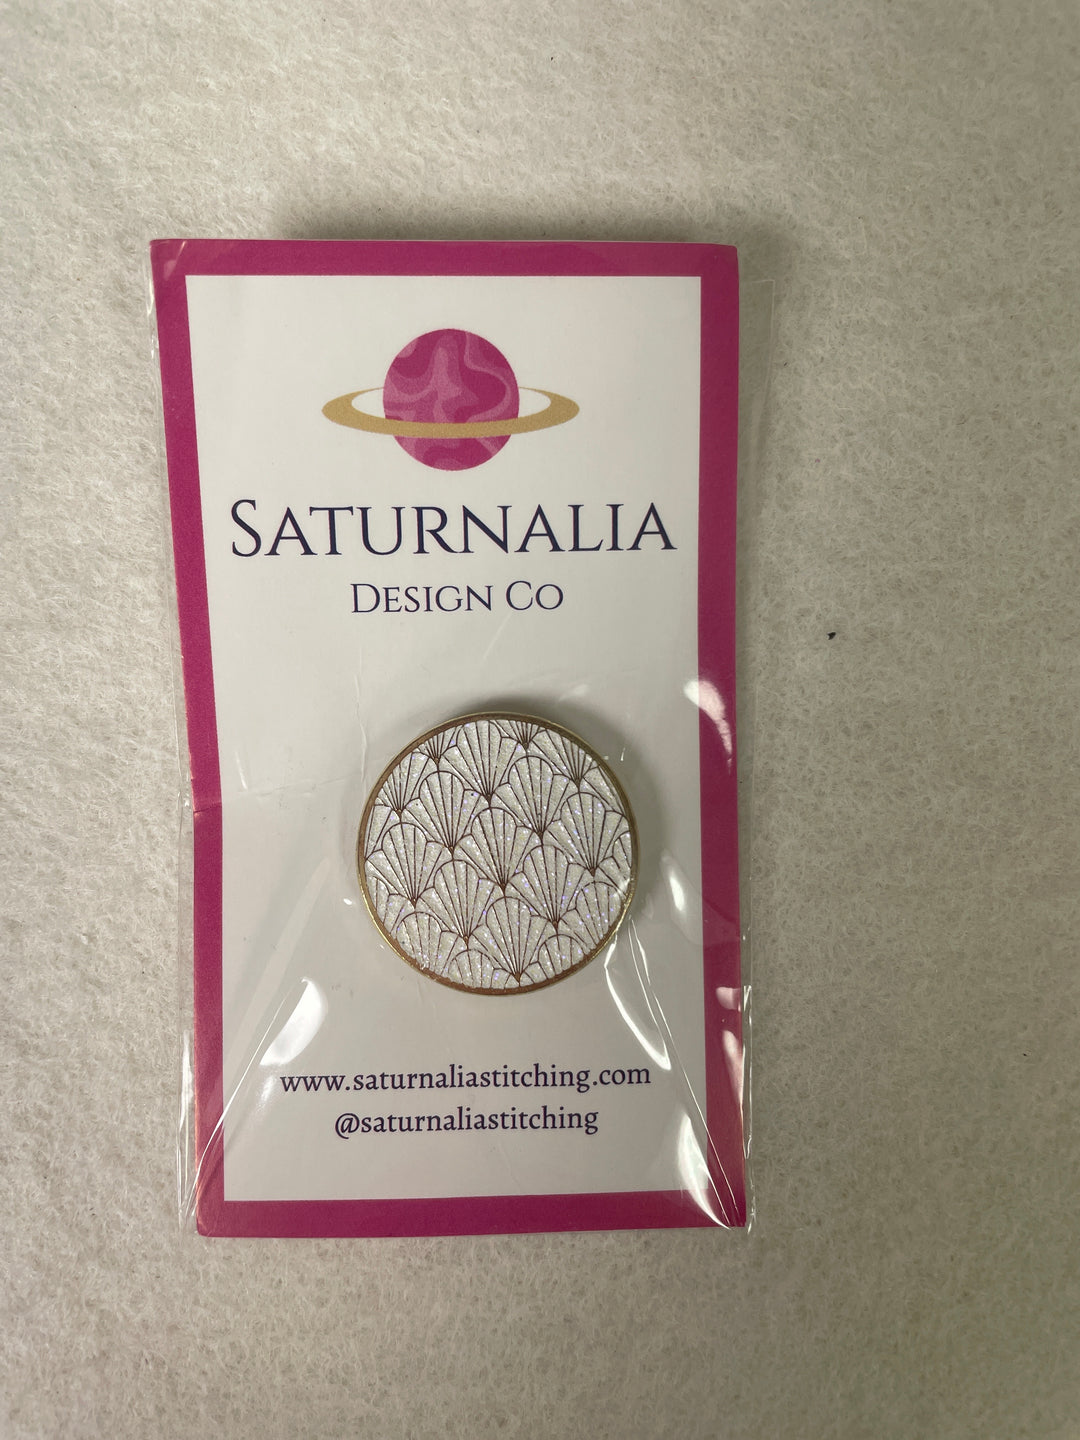 SATURNALIA
DESIGN CO
www.saturnaliastitching.com
@saturnaliastitching